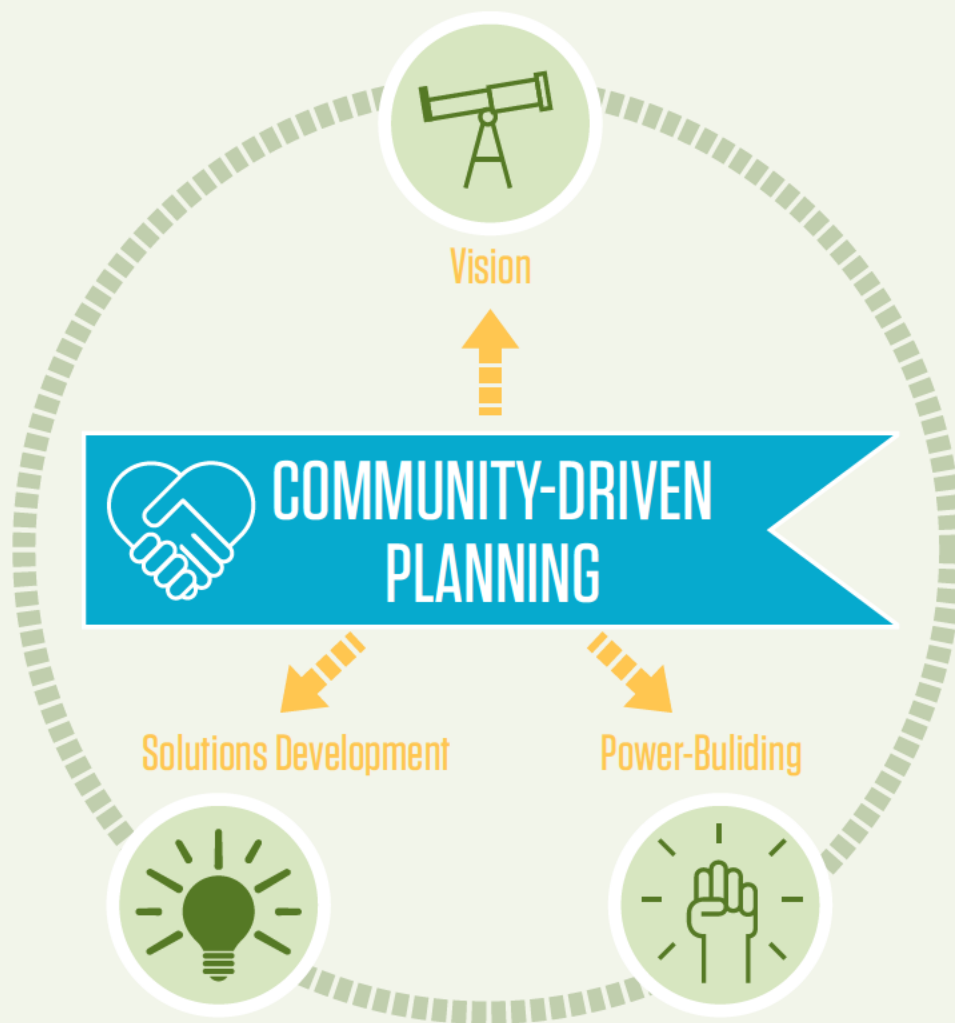 Vision
COMMUNITY-DRIVEN
PLANNING
Solutions Development
Power-Buliding